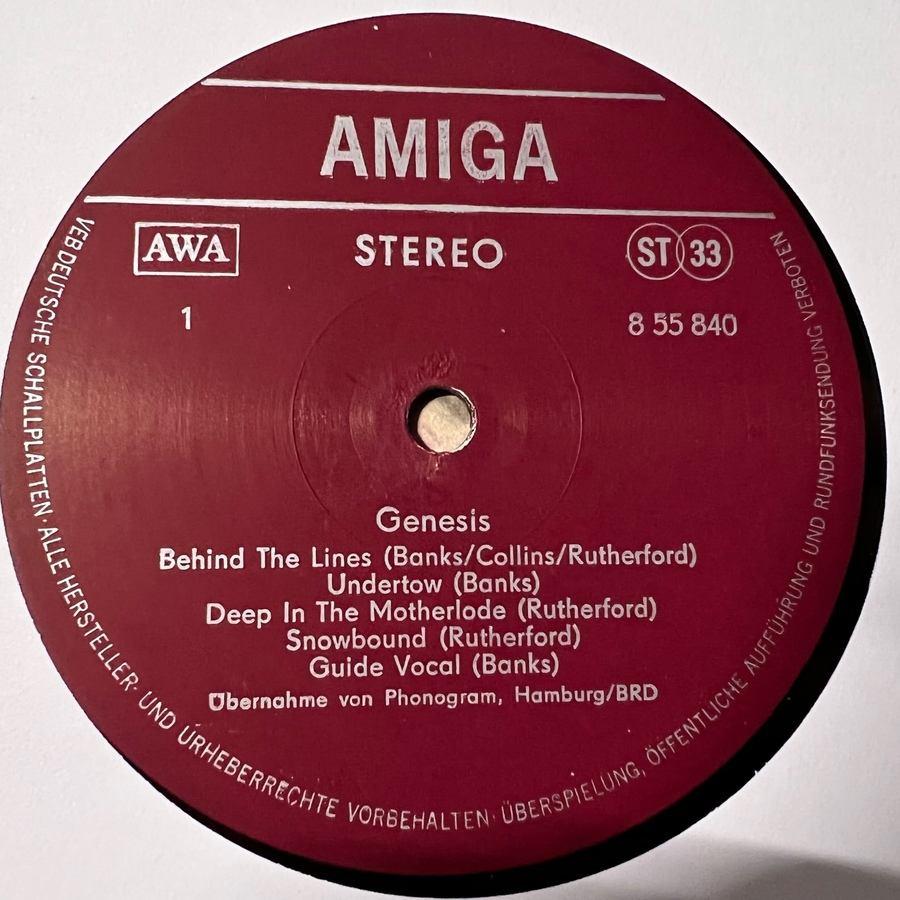 AMIGA
AWA
STEREO
ST 33
1
8 55 840
Genesis
Behind The Lines (Banks/Collins/Rutherford)
Undertow (Banks)
Deep In The Motherlode (Rutherford)
Snowbound (Rutherford)
Guide Vocal (Banks)
Übernahme von Phonogram, Hamburg/BRD
VEB DEUTSCHE SCHALLPLATTEN · ALLE HERSTELLER- UND URHEBERRECHTE VORBEHALTEN · ÜBERSPIELUNG, ÖFFENTLICHE AUFFÜHRUNG UND RUNDFUNKSENDUNG VERBOTEN